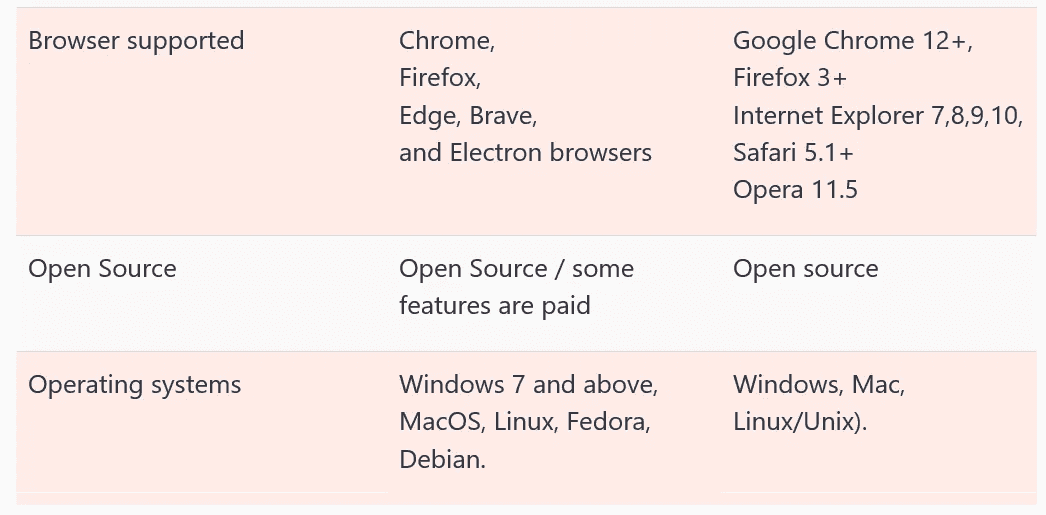 Browser supported
Chrome,
Firefox,
Edge, Brave,
and Electron browsers
Google Chrome 12+,
Firefox 3+
Internet Explorer 7,8,9,10,
Safari 5.1+
Opera 11.5
Open Source
Open Source / some
features are paid
Open source
Operating systems
Windows 7 and above,
MacOS, Linux, Fedora,
Debian.
Windows, Mac,
Linux/Unix).